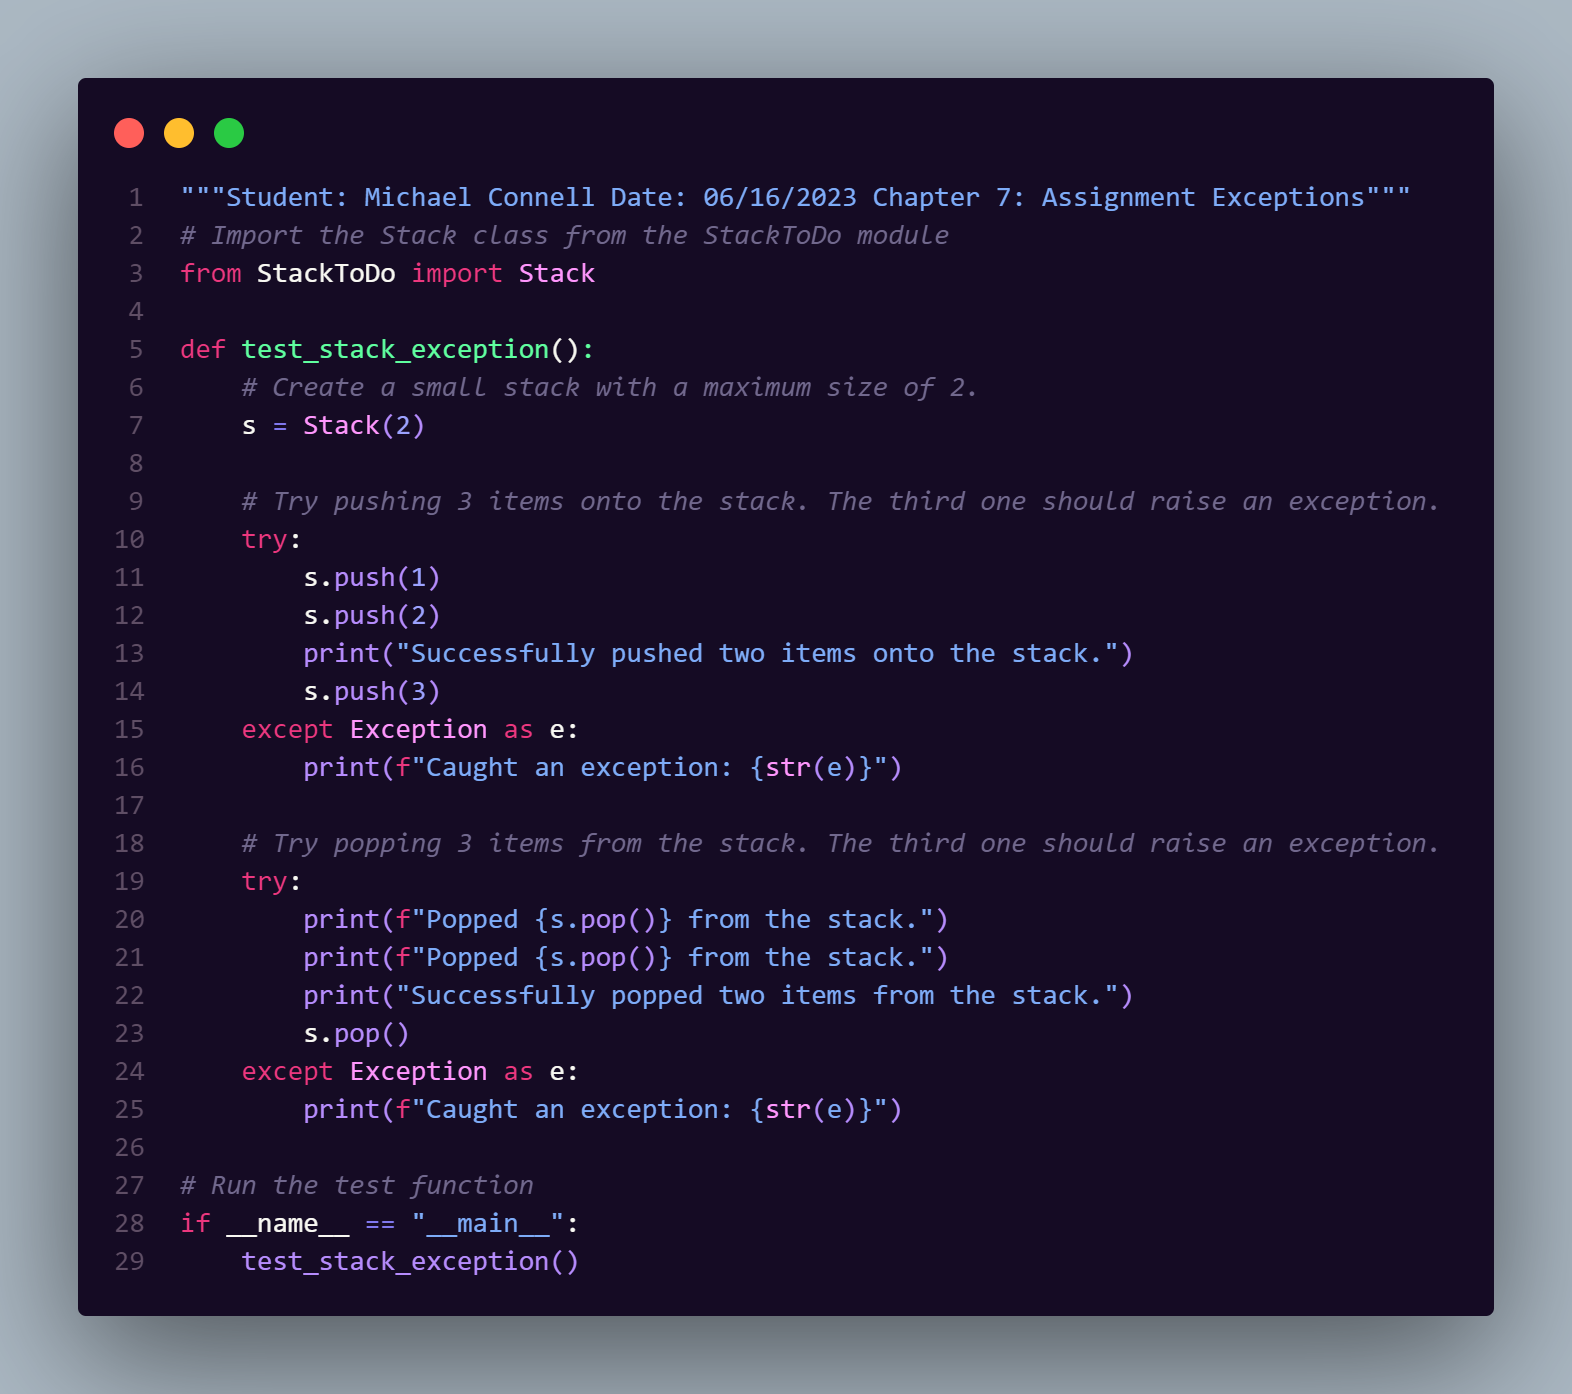 1 """Student: Michael Connell Date: 06/16/2023 Chapter 7: Assignment Exceptions"""
2 # Import the Stack class from the StackToDo module
3 from StackToDo import Stack
4
5 def test_stack_exception():
6     # Create a small stack with a maximum size of 2.
7     s = Stack(2)
8
9     # Try pushing 3 items onto the stack. The third one should raise an exception.
10     try:
11         s.push(1)
12         s.push(2)
13         print("Successfully pushed two items onto the stack.")
14         s.push(3)
15     except Exception as e:
16         print(f"Caught an exception: {str(e)}")
17
18     # Try popping 3 items from the stack. The third one should raise an exception.
19     try:
20         print(f"Popped {s.pop()} from the stack.")
21         print(f"Popped {s.pop()} from the stack.")
22         print("Successfully popped two items from the stack.")
23         s.pop()
24     except Exception as e:
25         print(f"Caught an exception: {str(e)}")
26
27 # Run the test function
28 if __name__ == "__main__":
29     test_stack_exception()